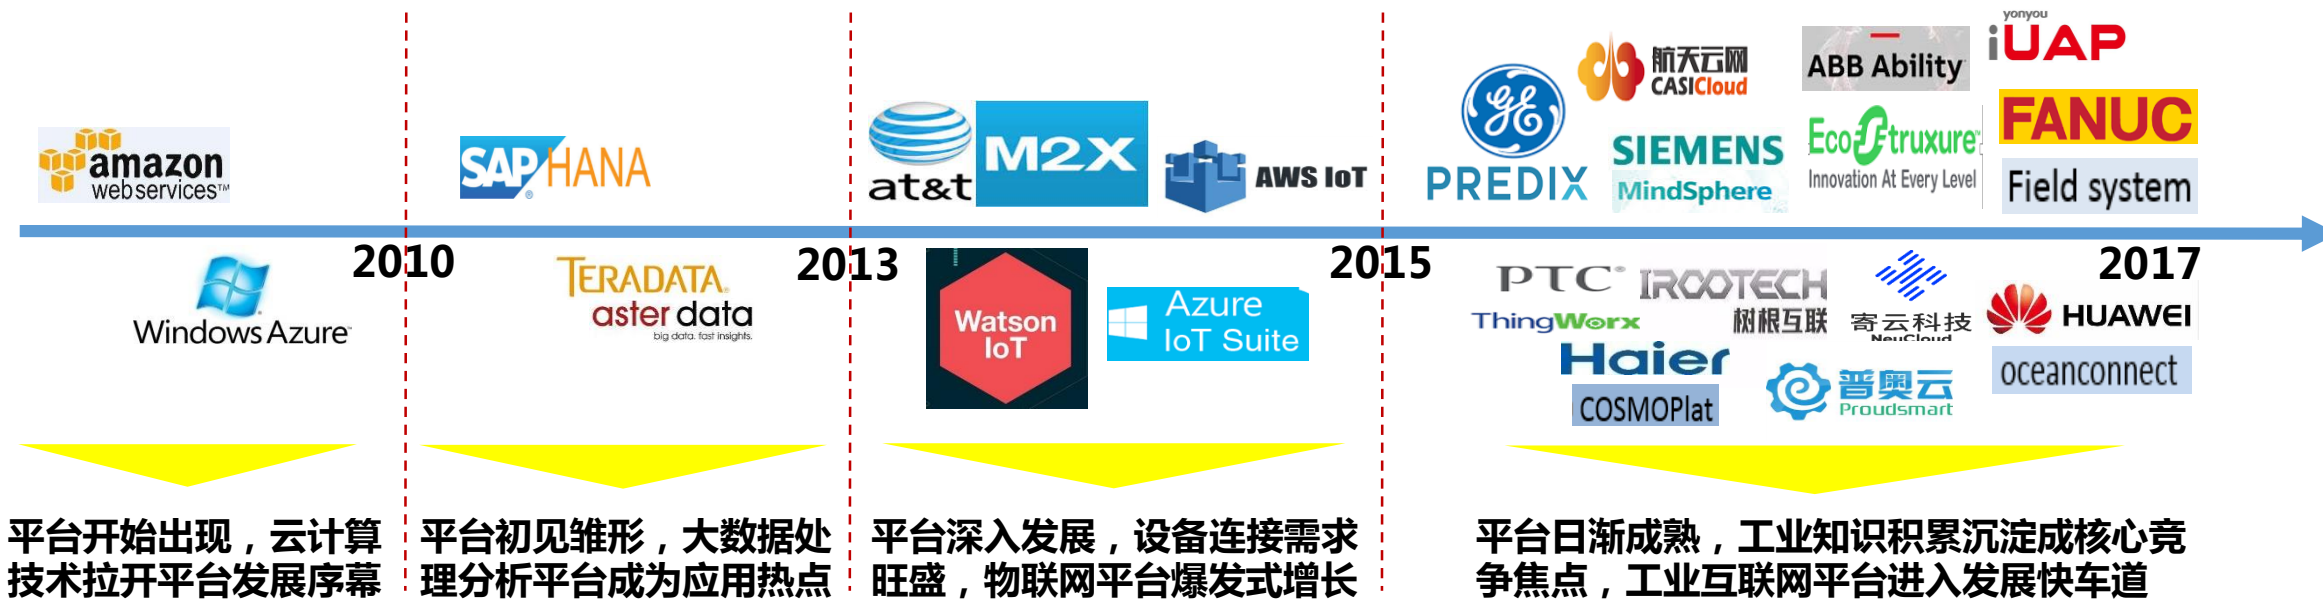 amazon
webservices™
SAP HANA
®
at&t
M2X
AWS IoT
GE
PREDIX
航天云网
CASICloud
SIEMENS
MindSphere
ABB Ability
EcoStruxure™
Innovation At Every Level
yonyou
iUAP
FANUC
Field system
2010
2013
2015
2017
Windows Azure™
TERADATA®
aster data
big data. fast insights.
Watson
IoT
Azure
IoT Suite
PTC®
ThingWorx
IROOTECH
树根互联
寄云科技
NeuCloud
HUAWEI
oceanconnect
Haier
COSMOPlat
普奥云
Proudsmart
平台开始出现，云计算
技术拉开平台发展序幕
平台初见雏形，大数据处
理分析平台成为应用热点
平台深入发展，设备连接需求
旺盛，物联网平台爆发式增长
平台日渐成熟，工业知识积累沉淀成核心竞
争焦点，工业互联网平台进入发展快车道